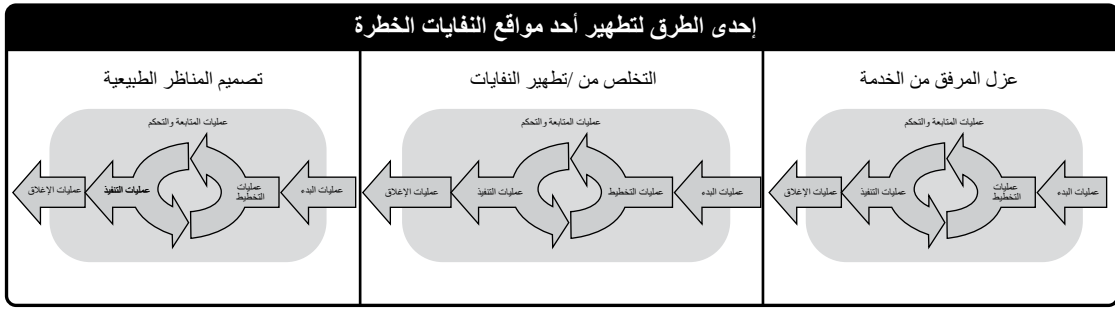 إحدى الطرق لتطهير أحد مواقع النفايات الخطرة
عزل المرفق من الخدمة
عمليات المتابعة والتحكم
عمليات البدء
عمليات
التخطيط
عمليات التنفيذ
عمليات الإغلاق
التخلص من /تطهير النفايات
عمليات المتابعة والتحكم
عمليات البدء
عمليات التخطيط
عمليات التنفيذ
عمليات الإغلاق
تصميم المناظر الطبيعية
عمليات المتابعة والتحكم
عمليات البدء
عمليات
التخطيط
عمليات التنفيذ
عمليات الإغلاق